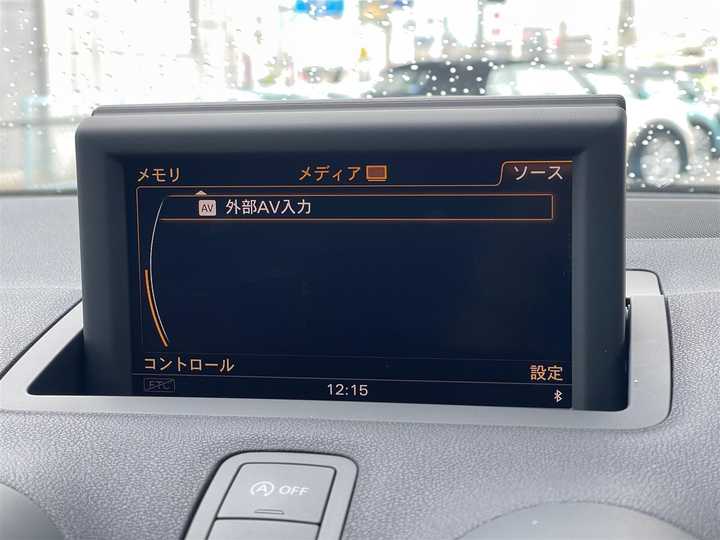 メモリ
メディア
ソース
AV 外部AV入力
コントロール
設定
ETC
12:15
A OFF